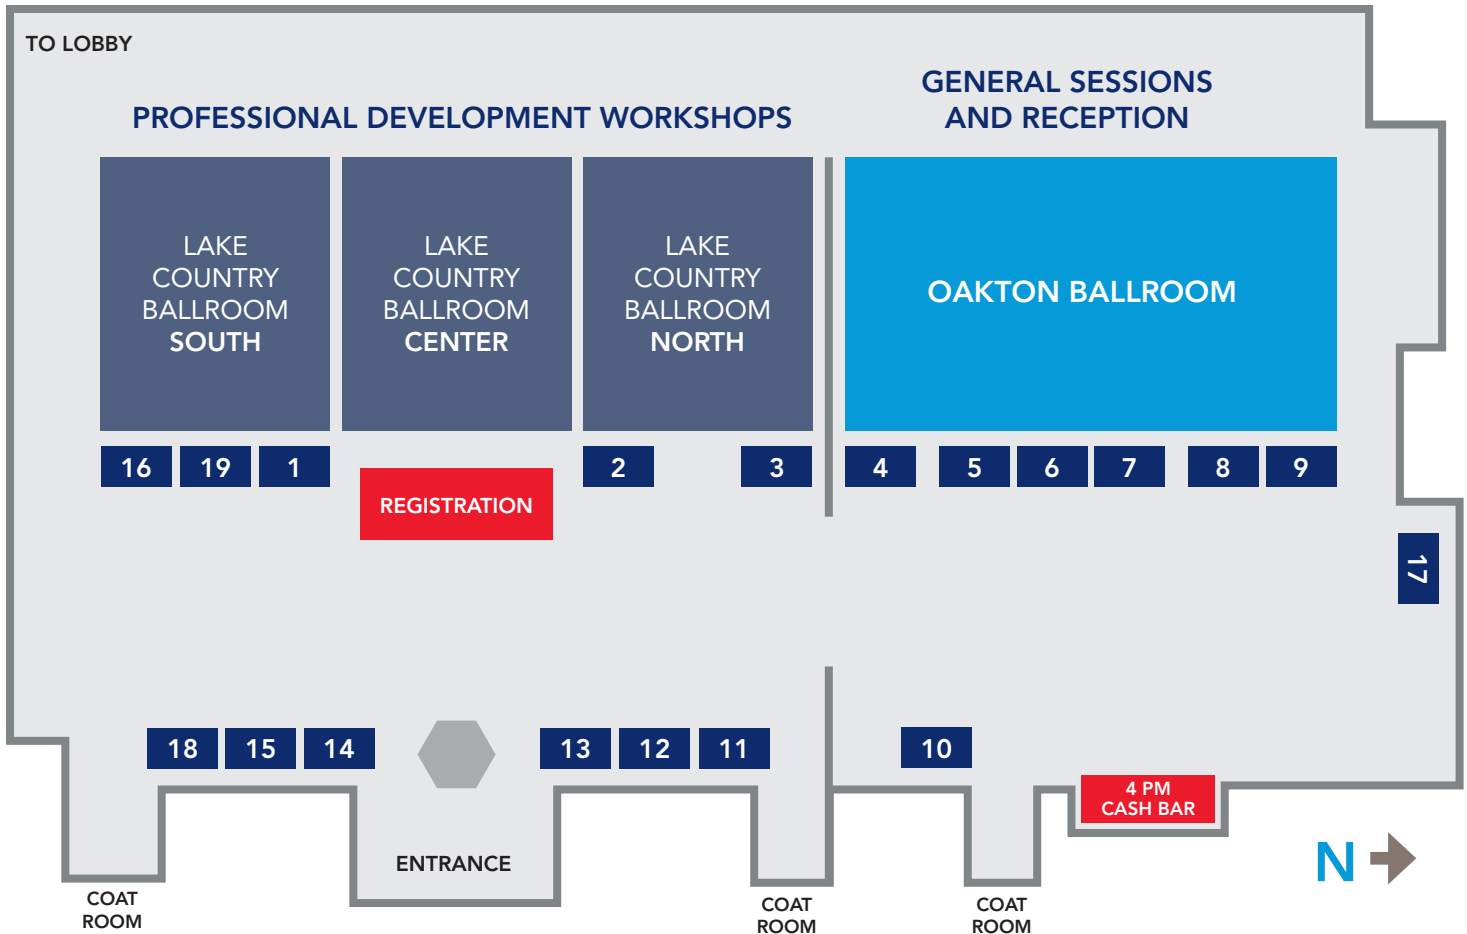 TO LOBBY
PROFESSIONAL DEVELOPMENT WORKSHOPS
GENERAL SESSIONS
AND RECEPTION
LAKE
COUNTRY
BALLROOM
SOUTH
LAKE
COUNTRY
BALLROOM
CENTER
LAKE
COUNTRY
BALLROOM
NORTH
OAKTON BALLROOM
16
19
1
2
3
4
5
6
7
8
9
REGISTRATION
17
18
15
14
13
12
11
10
4 PM
CASH BAR
ENTRANCE
N
COAT
ROOM
COAT
ROOM
COAT
ROOM